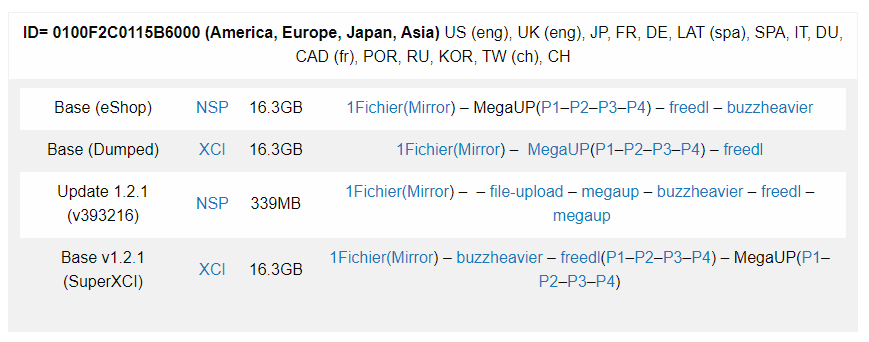 ID= 0100F2C0115B6000 (America, Europe, Japan, Asia) US (eng), UK (eng), JP, FR, DE, LAT (spa), SPA, IT, DU,
CAD (fr), POR, RU, KOR, TW (ch), CH
Base (eShop) NSP 16.3GB 1Fichier(Mirror) – MegaUP(P1–P2–P3–P4) – freedl – buzzheavier
Base (Dumped) XCI 16.3GB 1Fichier(Mirror) – MegaUP(P1–P2–P3–P4) – freedl
Update 1.2.1
(v393216)
NSP 339MB
1Fichier(Mirror) – – file-upload – megaup – buzzheavier – freedl –
megaup
Base v1.2.1
(SuperXCI)
XCI 16.3GB
1Fichier(Mirror) – buzzheavier – freedl(P1–P2–P3–P4) – MegaUP(P1–
P2–P3–P4)